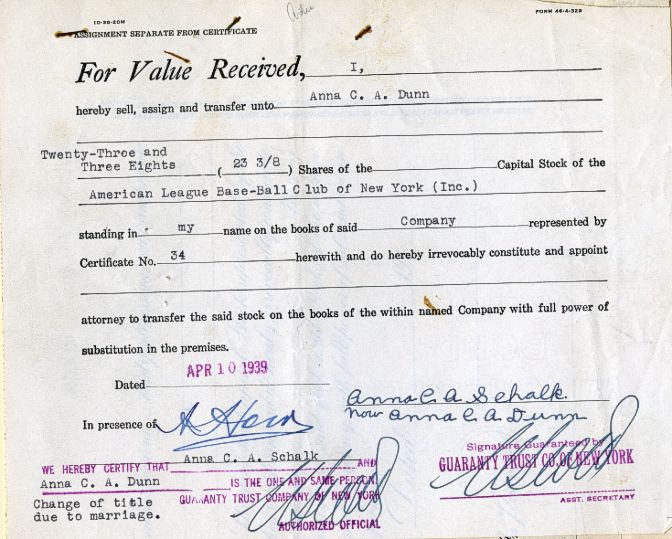 10-38-20M
FORM 46-4-328
ASSIGNMENT SEPARATE FROM CERTIFICATE
For Value Received, I,
hereby sell, assign and transfer unto Anna C. A. Dunn
Twenty-Three and
Three Eights (23 3/8) Shares of the Capital Stock of the
American League Base-Ball Club of New York (Inc.)
standing in my name on the books of said Company represented by
Certificate No. 34 herewith and do hereby irrevocably constitute and appoint
attorney to transfer the said stock on the books of the within named Company with full power of
substitution in the premises.
Dated APR 10 1939
Anna C. A. Schalk
now Anna C. A. Dunn
In presence of
Signature Guaranteed by
GUARANTY TRUST CO. OF NEW YORK
ASST. SECRETARY
WE HEREBY CERTIFY THAT Anna C. A. Schalk AND
Anna C. A. Dunn IS THE ONE AND SAME PERSON
Change of title GUARANTY TRUST COMPANY OF NEW YORK
due to marriage.
AUTHORIZED OFFICIAL